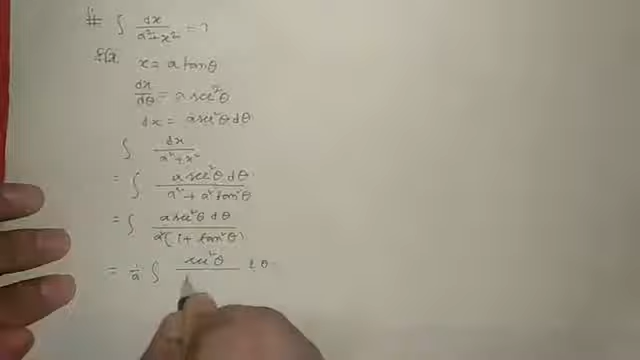 # ∫ dx/(a²+x²) = ?
x = a tanθ
dx/dθ = a sec²θ
dx = a sec²θ dθ
∫ dx/(a²+x²)
= ∫ a sec²θ dθ/(a² + a² tan²θ)
= ∫ a sec²θ dθ/(a²(1+ tan²θ))
= 1/a ∫ sec²θ/ dθ